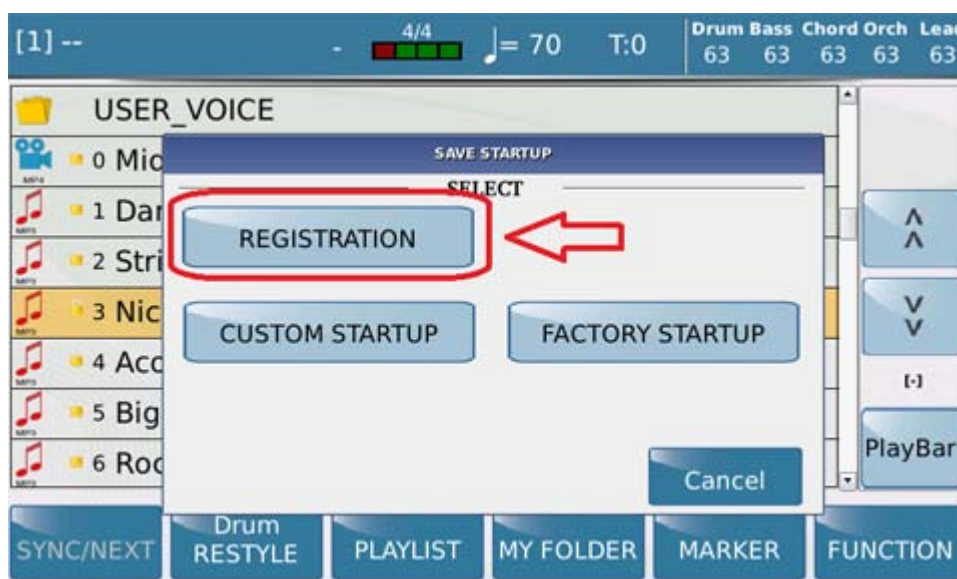 [1] -- - 4/4 = 70 T:0 Drum Bass Chord Orch Lead
63 63 63 63 63
USER_VOICE
0 Mic
1 Dar
2 Stri
3 Nic
4 Acc
5 Big
6 Roc
SAVE STARTUP
SELECT
REGISTRATION
CUSTOM STARTUP FACTORY STARTUP
Cancel
[-]
PlayBar
SYNC/NEXT Drum RESTYLE PLAYLIST MY FOLDER MARKER FUNCTION